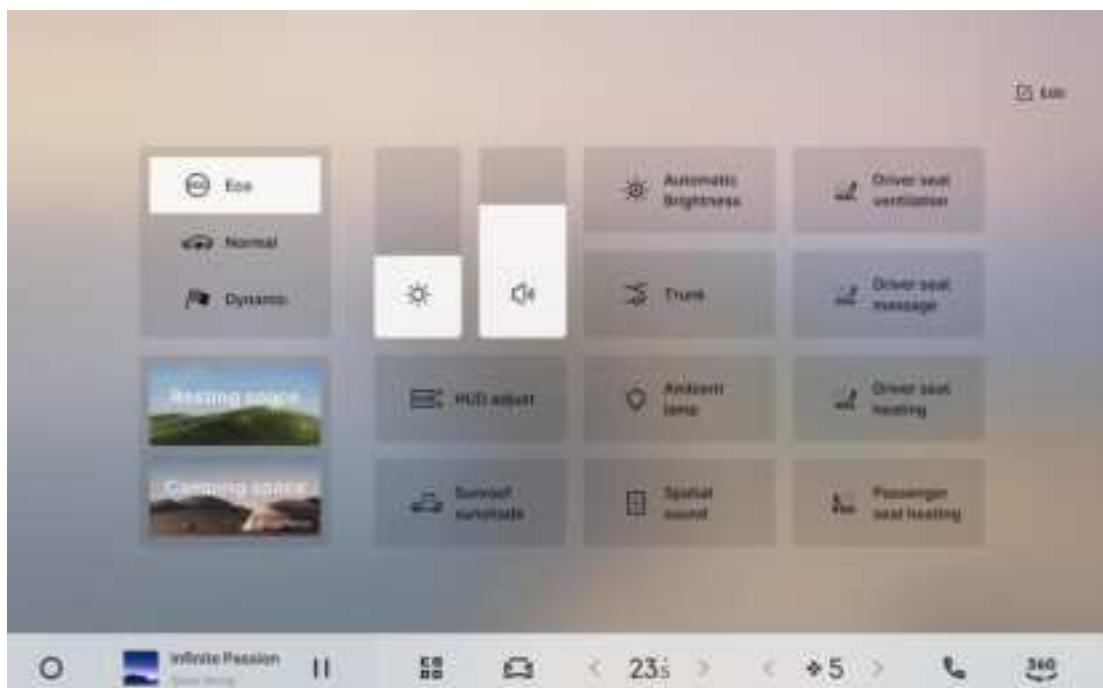 Edit
Eco
Normal
Dynamic
Resting space
Camping space
HUD adjust
Sunroof
sunshade
Automatic
Brightness
Trunk
Ambient
lamp
Spatial
sound
Driver seat
ventilation
Driver seat
massage
Driver seat
heating
Passenger
seat heating
Infinite Passion
23.5
5
360